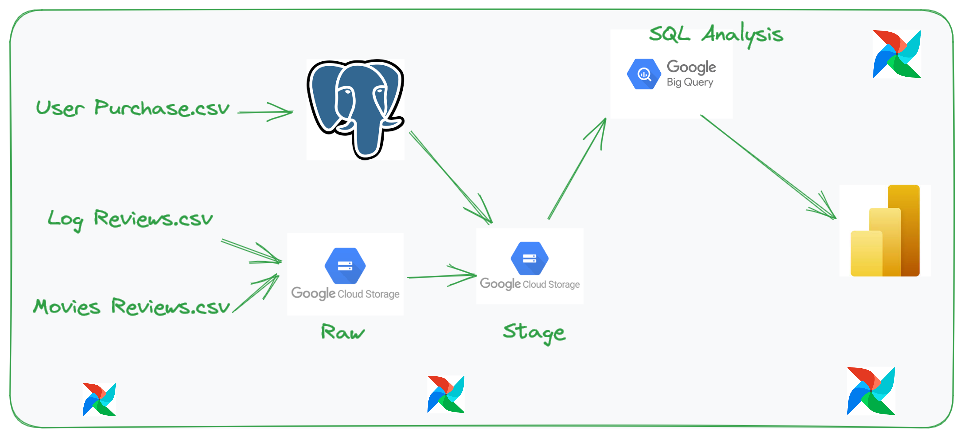 SQL Analysis
Google
Big Query
User Purchase.csv
Log Reviews.csv
Movies Reviews.csv
Google Cloud Storage
Raw
Google Cloud Storage
Stage